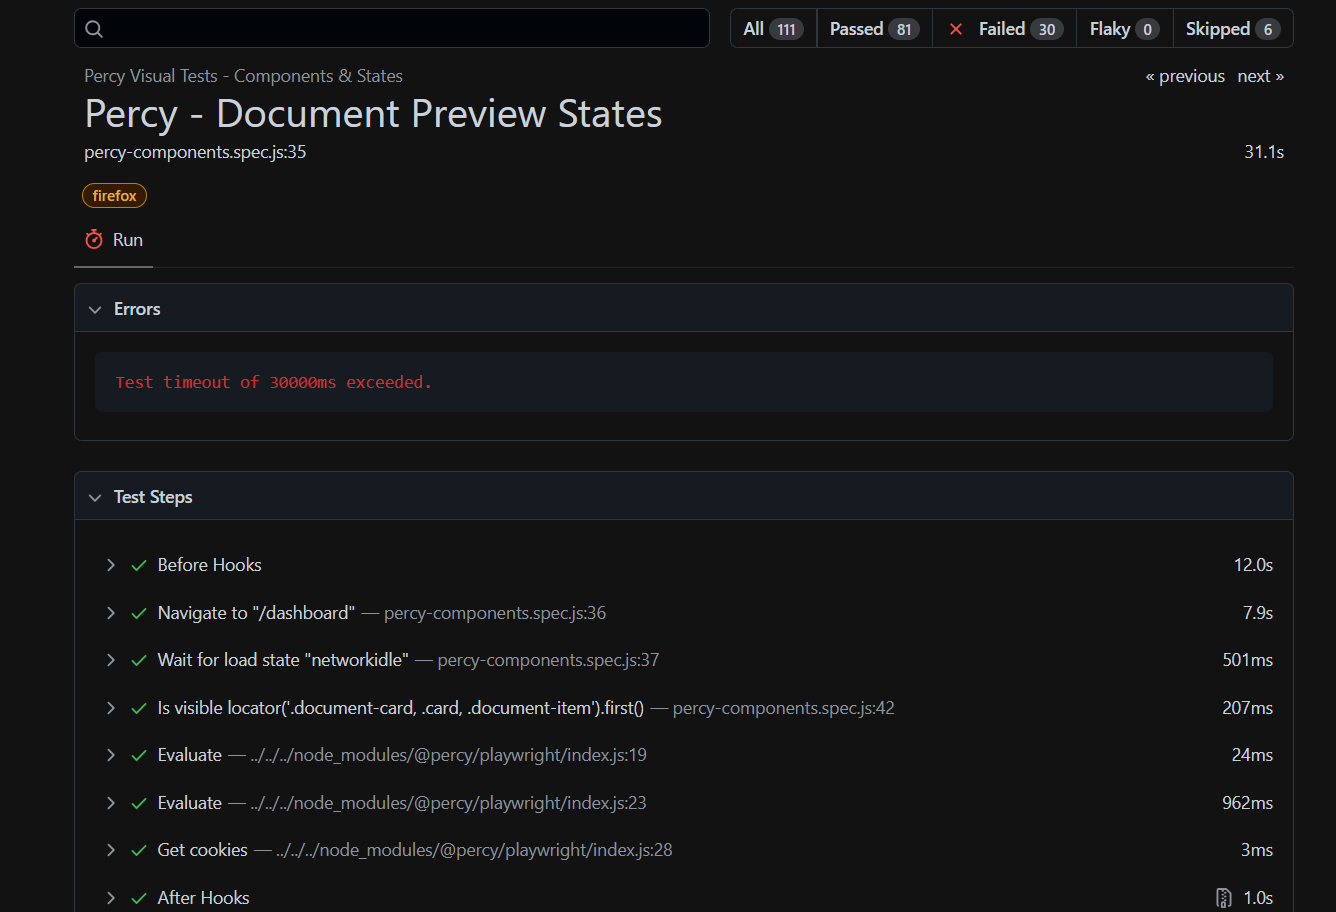 All 111 Passed 81 Failed 30 Flaky 0 Skipped 6
Percy Visual Tests - Components & States
« previous next »
Percy - Document Preview States
percy-components.spec.js:35
31.1s
firefox
Run
Errors
Test timeout of 30000ms exceeded.
Test Steps
Before Hooks 12.0s
Navigate to "/dashboard" — percy-components.spec.js:36 7.9s
Wait for load state "networkidle" — percy-components.spec.js:37 501ms
Is visible locator('.document-card, .card, .document-item').first() — percy-components.spec.js:42 207ms
Evaluate — ../../../node_modules/@percy/playwright/index.js:19 24ms
Evaluate — ../../../node_modules/@percy/playwright/index.js:23 962ms
Get cookies — ../../../node_modules/@percy/playwright/index.js:28 3ms
After Hooks 1.0s